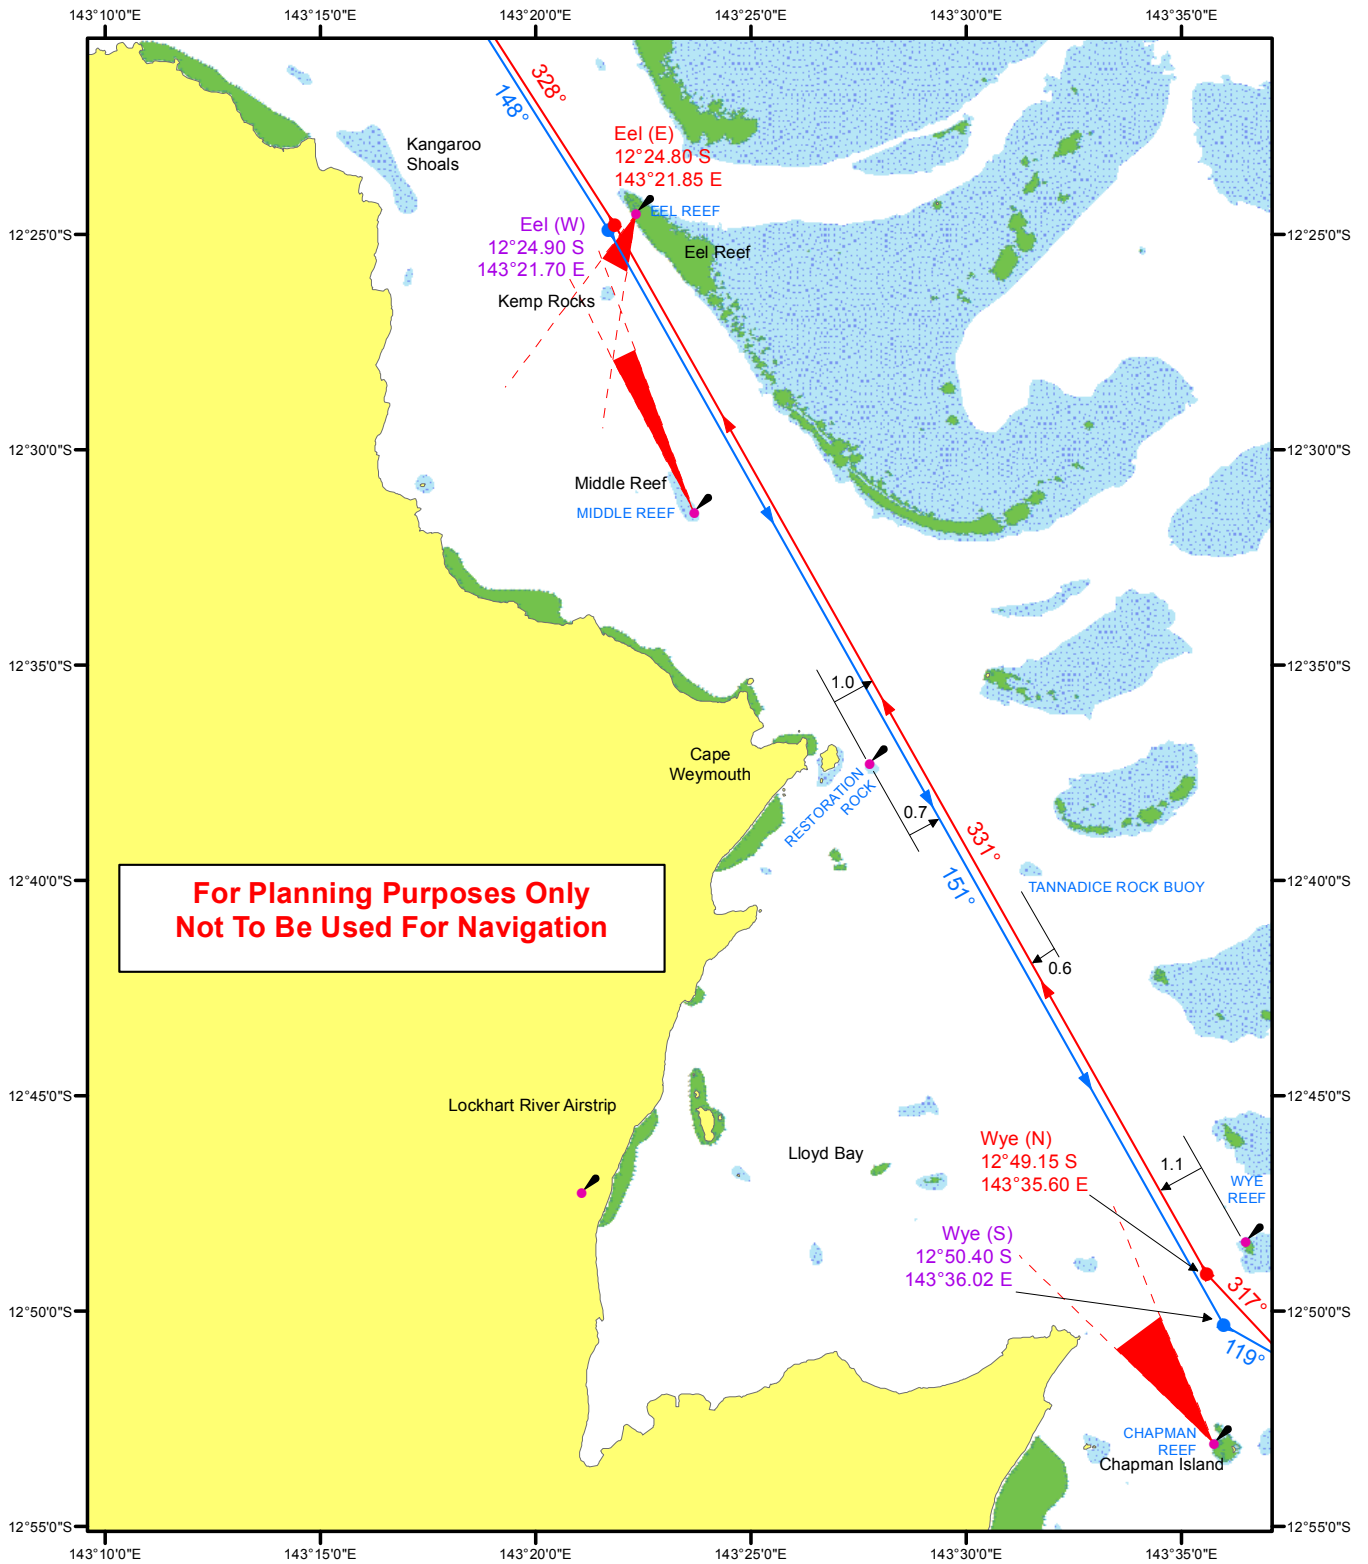 143°10'0"E
143°15'0"E
143°20'0"E
143°25'0"E
143°30'0"E
143°35'0"E
328°
148°
Kangaroo
Shoals
Eel (E)
12°24.80 S
143°21.85 E
EEL REEF
Eel (W)
12°24.90 S
143°21.70 E
Eel Reef
Kemp Rocks
12°25'0"S
12°25'0"S
12°30'0"S
12°30'0"S
Middle Reef
MIDDLE REEF
12°35'0"S
12°35'0"S
1.0
Cape
Weymouth
RESTORATION
ROCK
0.7
331°
151°
TANNADICE ROCK BUOY
12°40'0"S
12°40'0"S
For Planning Purposes Only
Not To Be Used For Navigation
0.6
12°45'0"S
12°45'0"S
Lockhart River Airstrip
Lloyd Bay
Wye (N)
12°49.15 S
143°35.60 E
1.1
WYE
REEF
Wye (S)
12°50.40 S
143°36.02 E
317°
119°
12°50'0"S
12°50'0"S
CHAPMAN
REEF
Chapman Island
12°55'0"S
12°55'0"S
143°10'0"E
143°15'0"E
143°20'0"E
143°25'0"E
143°30'0"E
143°35'0"E